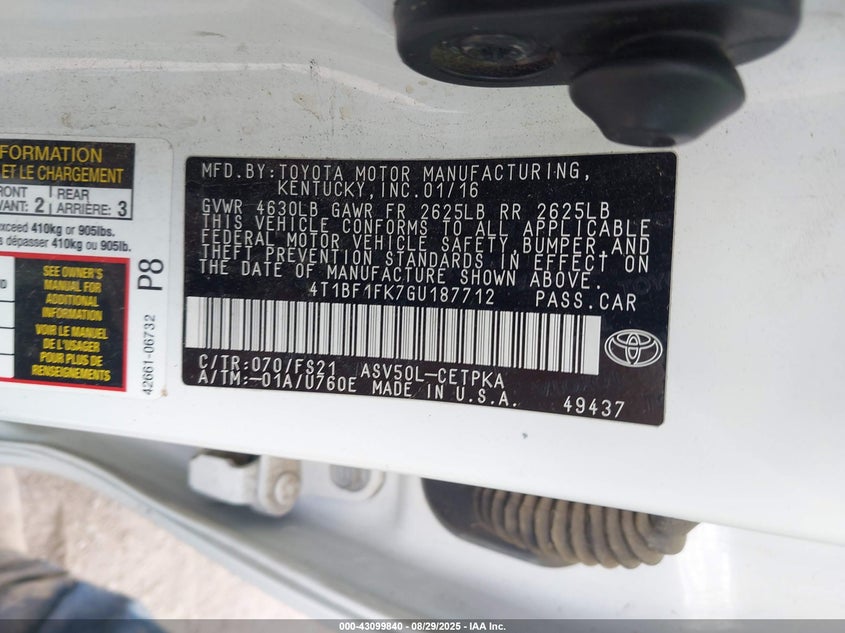 FORMATION
ET LE CHARGEMENT
REAR
VANT: 2 ARRIÈRE: 3
exceed 410kg or 905lbs.
dépasser 410kg ou 905lb.
SEE OWNER'S
MANUAL FOR
ADDITIONAL
INFORMATION
VOIR LE MANUEL
DE L'USAGER
POUR PLUS DE
RENSEIGNEMENTS
P8
42661-06732
MFD.BY:TOYOTA MOTOR MANUFACTURING,
KENTUCKY,INC.01/16
GVWR 4630LB GAWR FR 2625LB RR 2625LB
THIS VEHICLE CONFORMS TO ALL APPLICABLE
FEDERAL MOTOR VEHICLE SAFETY,BUMPER,AND
THEFT PREVENTION STANDARDS IN EFFECT ON
THE DATE OF MANUFACTURE SHOWN ABOVE.
4T1BF1FK7GU187712 PASS.CAR
C/TR:070/FS21 ASV50L-CETPKA
A/TM:-01A/U760E MADE IN U.S.A.
49437
000-43099840 - 08/29/2025 - IAA Inc.